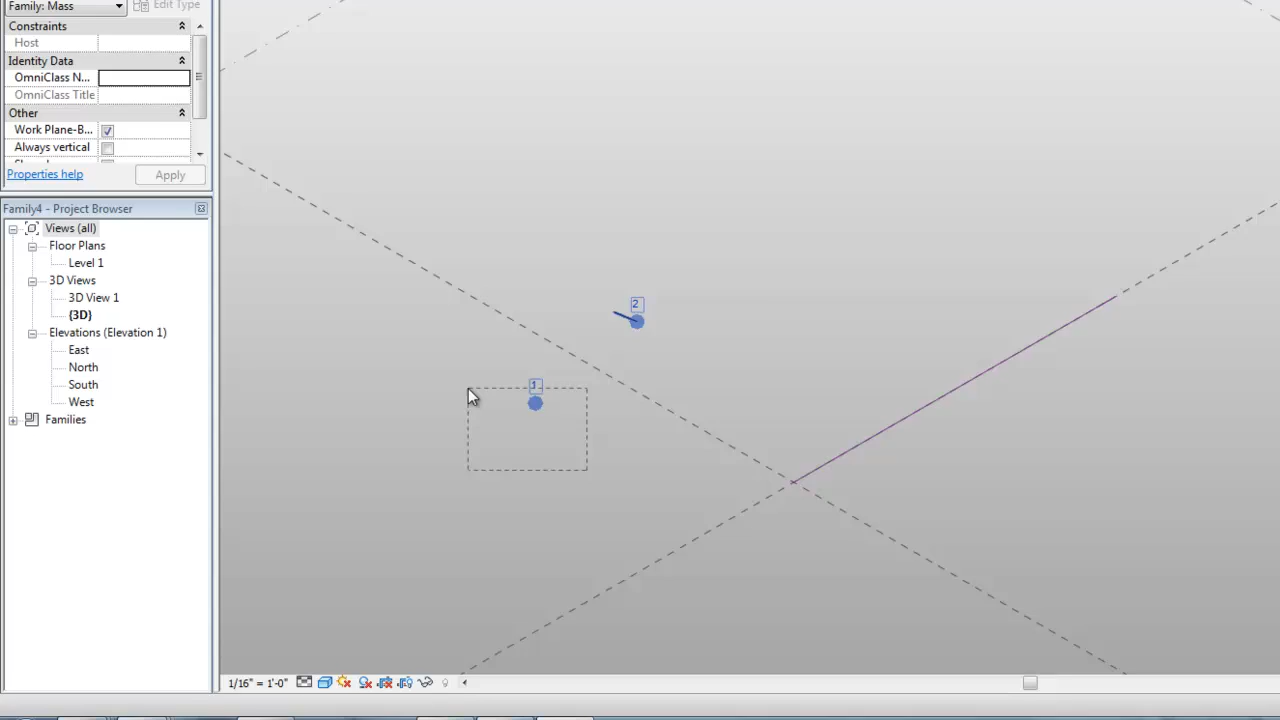 Family: Mass
Edit Type
Constraints
Host
Identity Data
OmniClass N...
OmniClass Title
Other
Work Plane-B...
Always vertical
Properties help
Apply
Family4 - Project Browser
Views (all)
Floor Plans
Level 1
3D Views
3D View 1
{3D}
Elevations (Elevation 1)
East
North
South
West
Families
2
1
1/16" = 1'-0"